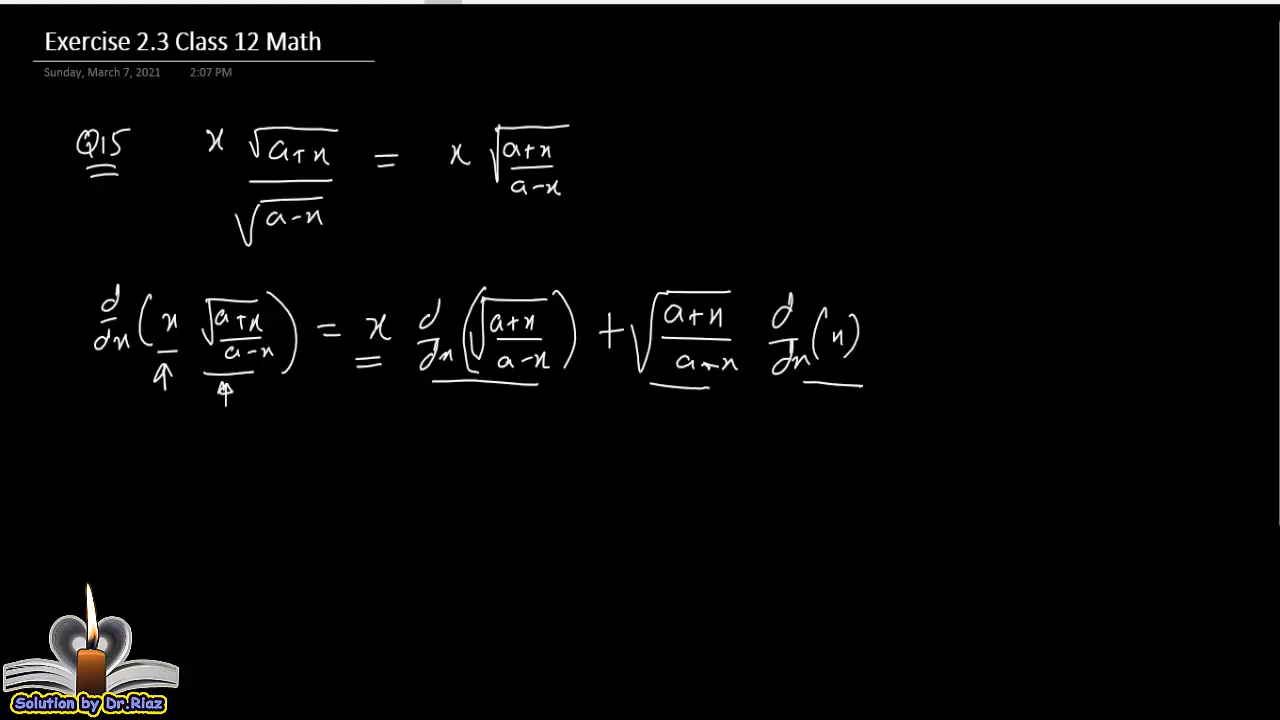 Exercise 2.3 Class 12 Math
Sunday, March 7, 2021 2:07 PM
Q15 x √(a+x) / √(a-x) = x √((a+x)/(a-x))
d/dx (x √((a+x)/(a-x))) = x d/dx (√((a+x)/(a-x))) + √((a+x)/(a-x)) d/dx (x)
Solution by Dr.Riaz